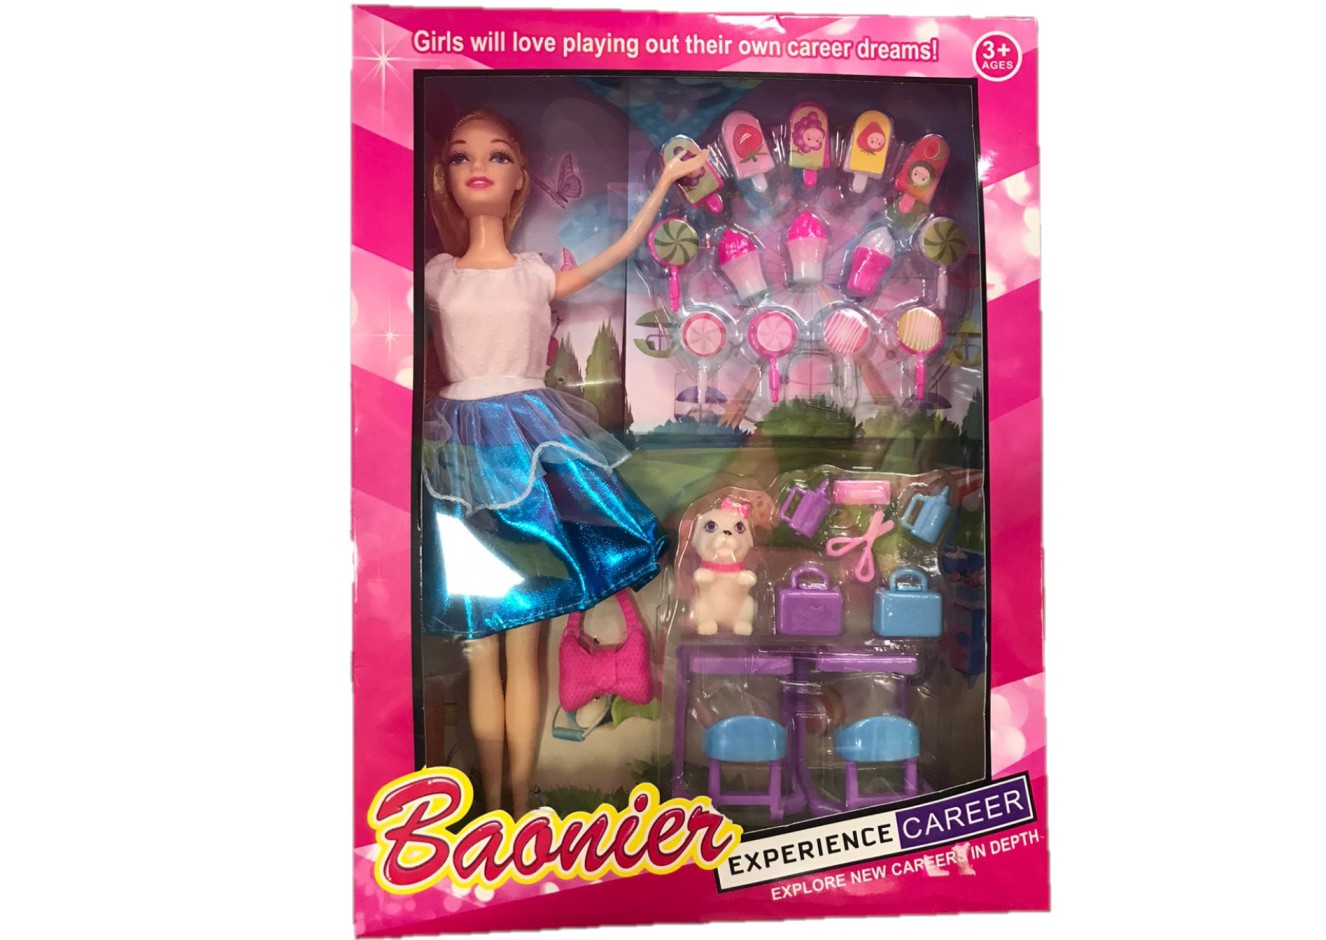 Girls will love playing out their own career dreams!
3+
AGES
Baonier
EXPERIENCE CAREER
EXPLORE NEW CAREERS IN DEPTH